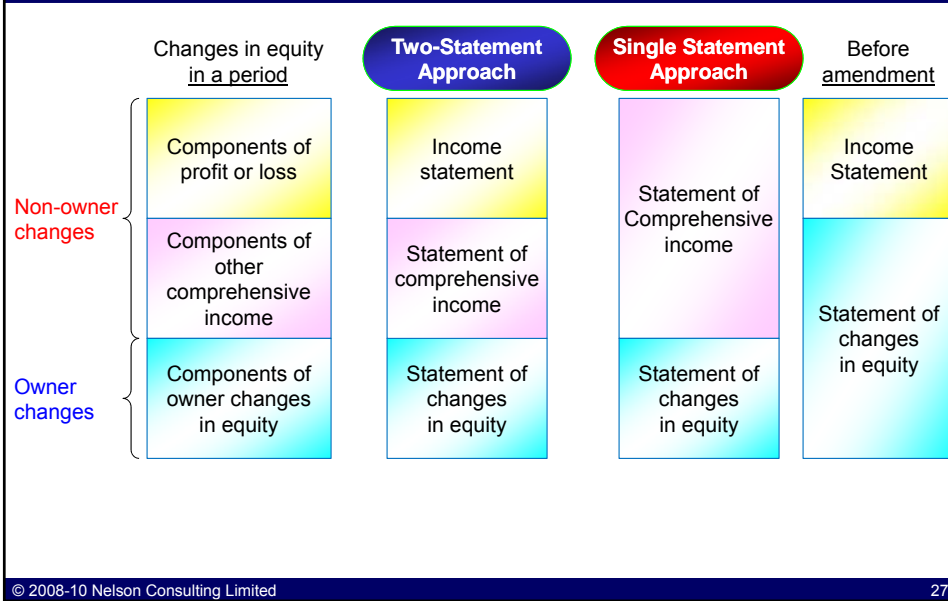 Changes in equity
in a period
Two-Statement
Approach
Single Statement
Approach
Before
amendment
Non-owner
changes
Components of
profit or loss
Income
statement
Statement of
Comprehensive
income
Income
Statement
Components of
other
comprehensive
income
Statement of
comprehensive
income
Statement of
changes
in equity
Owner
changes
Components of
owner changes
in equity
Statement of
changes
in equity
Statement of
changes
in equity
© 2008-10 Nelson Consulting Limited
27